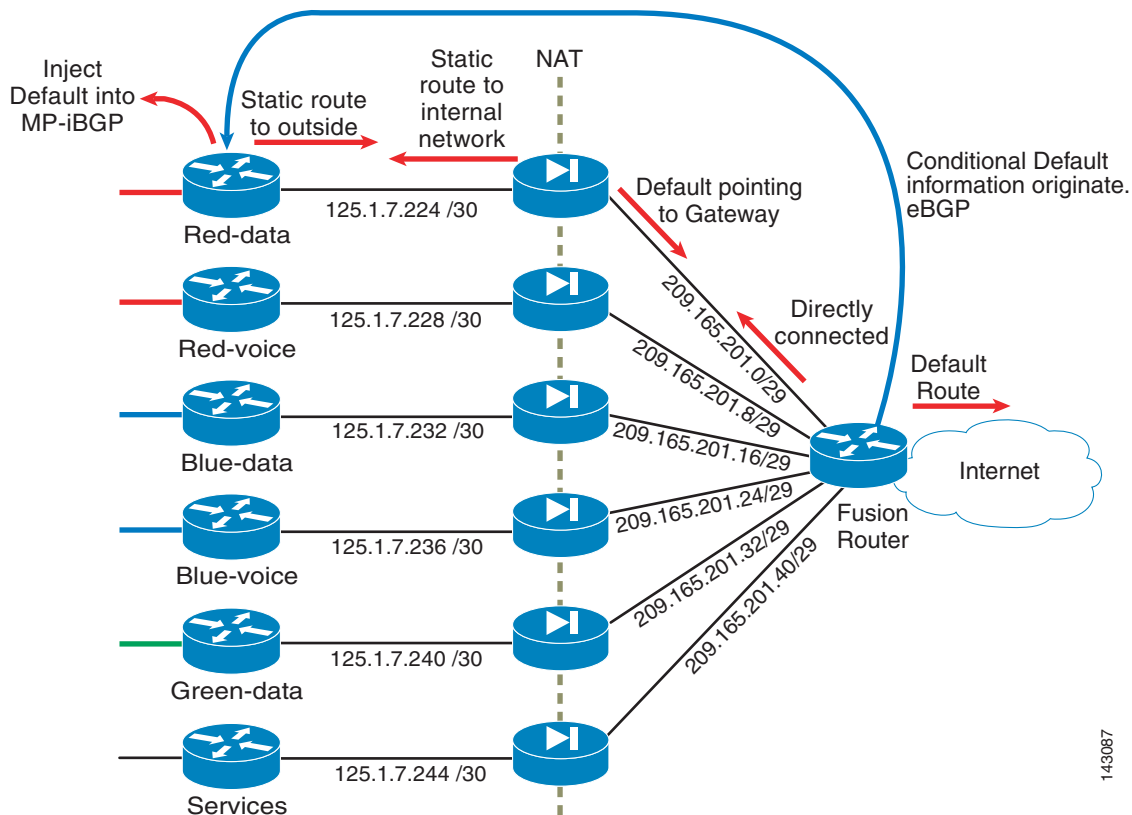 Inject
Default into
MP-iBGP
Static route
to outside
Static
route to
internal
network
NAT
Conditional Default
information originate.
eBGP
125.1.7.224 /30
Red-data
Default pointing
to Gateway
209.165.201.0/29
Directly
connected
Default
Route
125.1.7.228 /30
Red-voice
209.165.201.8/29
125.1.7.232 /30
Blue-data
209.165.201.16/29
Internet
Fusion
Router
125.1.7.236 /30
Blue-voice
209.165.201.24/29
125.1.7.240 /30
Green-data
209.165.201.32/29
125.1.7.244 /30
Services
209.165.201.40/29
143087